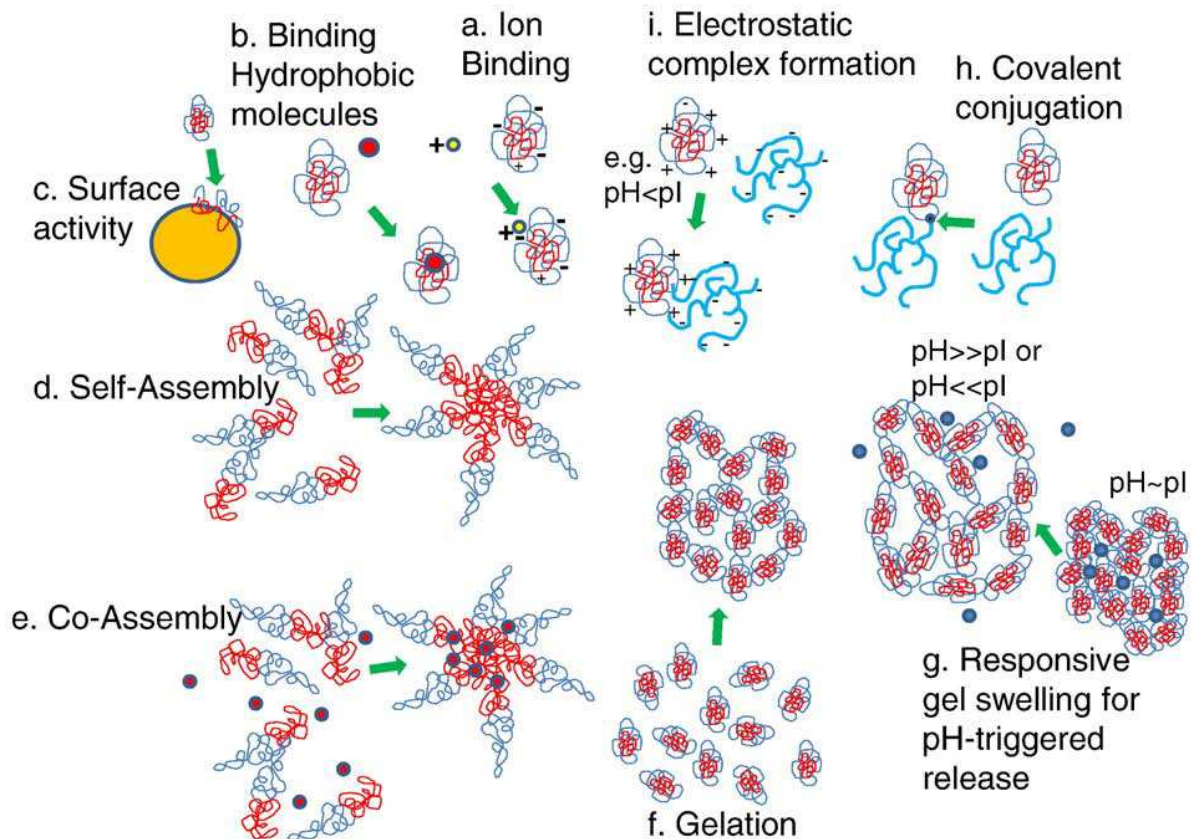 a. Ion
Binding
b. Binding
Hydrophobic
molecules
c. Surface
activity
d. Self-Assembly
e. Co-Assembly
i. Electrostatic
complex formation
e.g.
pH<pI
h. Covalent
conjugation
pH>>pI or
pH<<pI
pH~pI
g. Responsive
gel swelling for
pH-triggered
release
f. Gelation